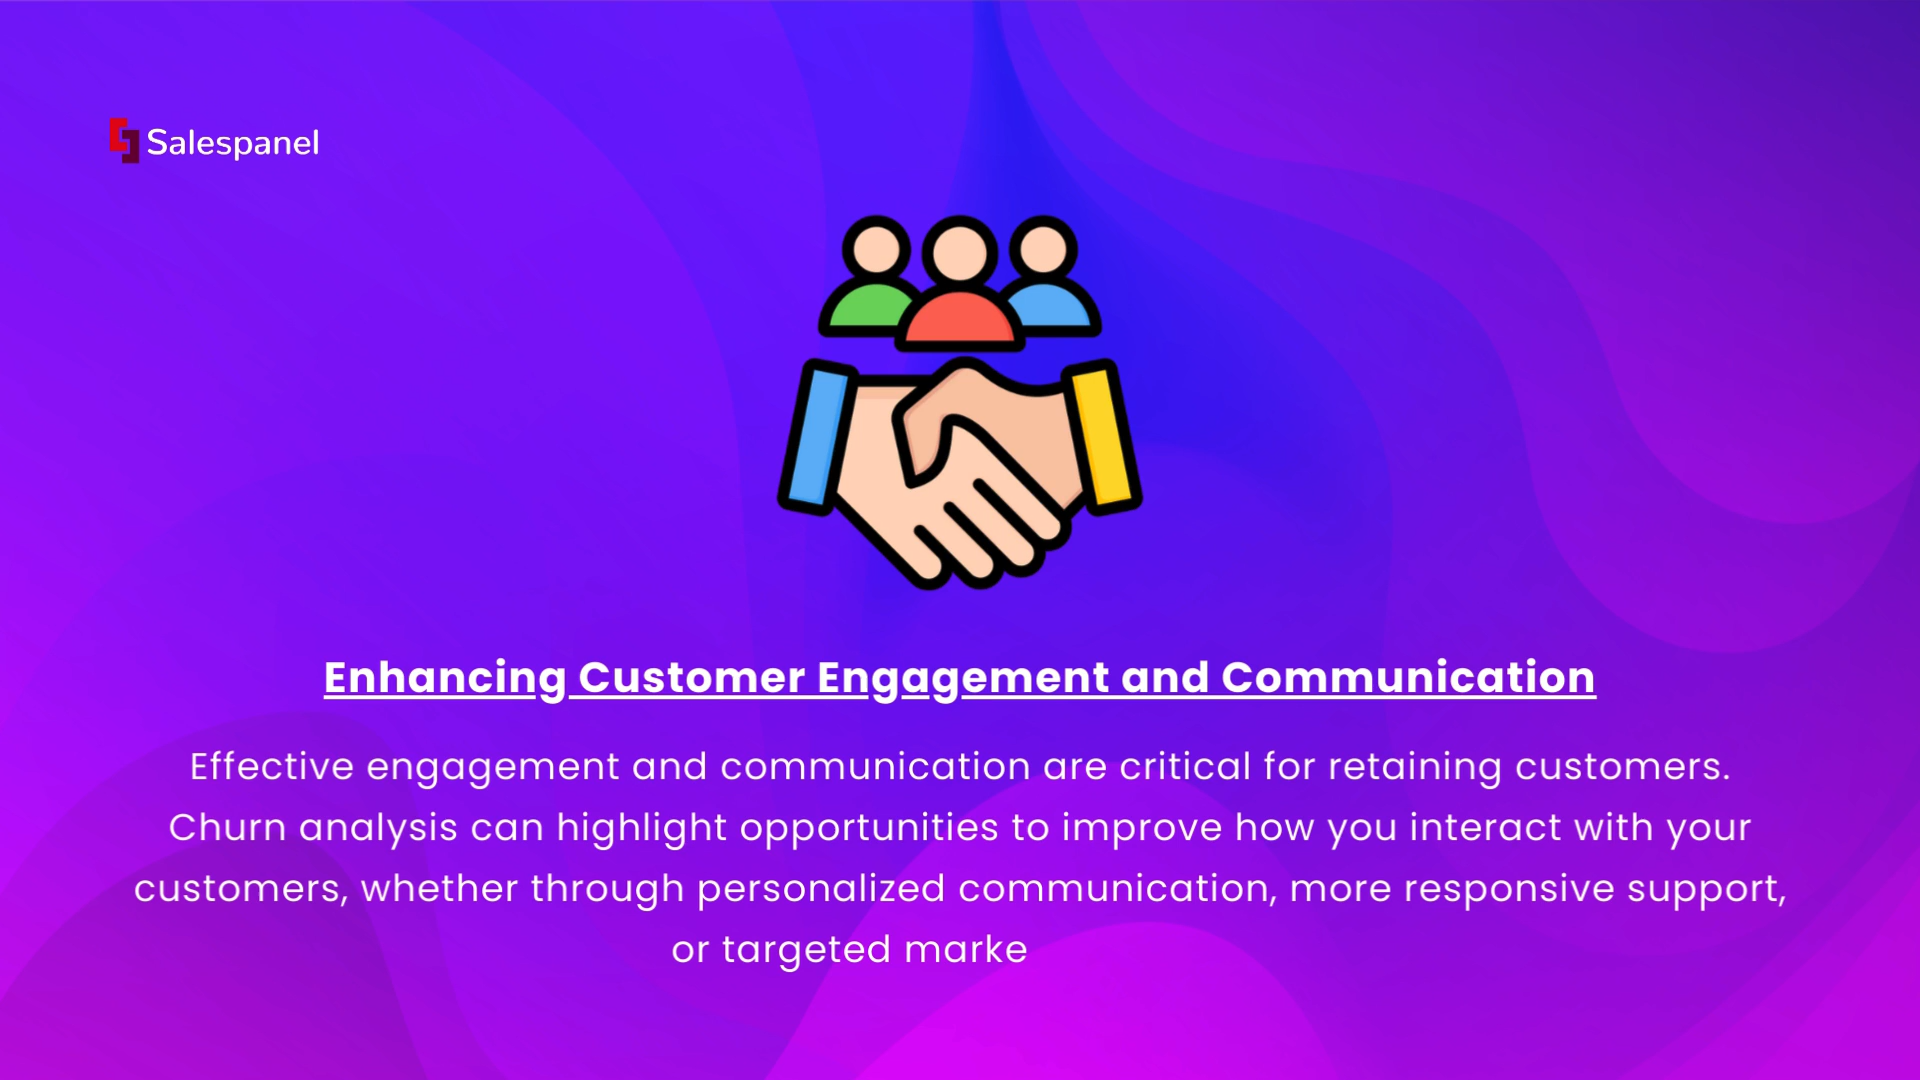 Salespanel
Enhancing Customer Engagement and Communication
Effective engagement and communication are critical for retaining customers.
Churn analysis can highlight opportunities to improve how you interact with your
customers, whether through personalized communication, more responsive support,
or targeted marke